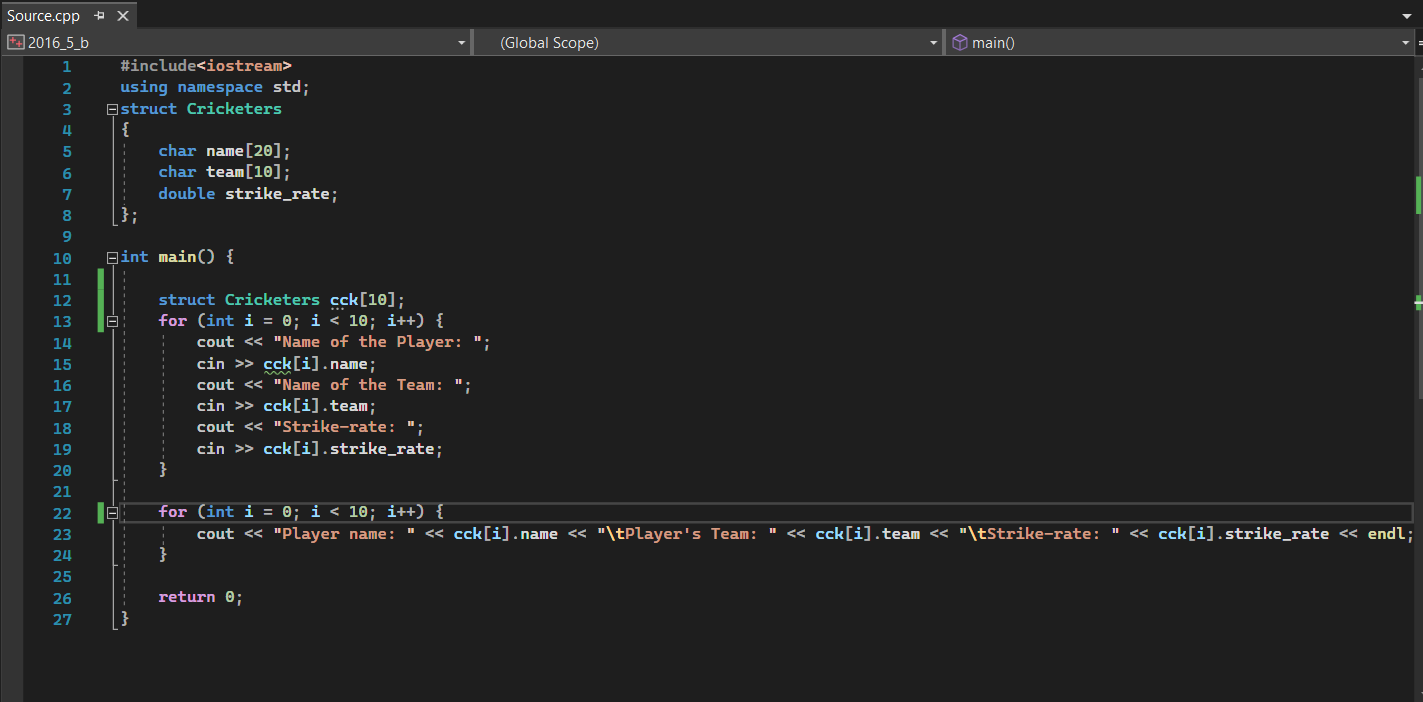 Source.cpp
2016_5_b (Global Scope) main()
1 #include<iostream>
2 using namespace std;
3 struct Cricketers
4 {
5     char name[20];
6     char team[10];
7     double strike_rate;
8 };
9
10 int main() {
11
12     struct Cricketers cck[10];
13     for (int i = 0; i < 10; i++) {
14         cout << "Name of the Player: ";
15         cin >> cck[i].name;
16         cout << "Name of the Team: ";
17         cin >> cck[i].team;
18         cout << "Strike-rate: ";
19         cin >> cck[i].strike_rate;
20     }
21
22     for (int i = 0; i < 10; i++) {
23         cout << "Player name: " << cck[i].name << "\tPlayer's Team: " << cck[i].team << "\tStrike-rate: " << cck[i].strike_rate << endl;
24     }
25
26     return 0;
27 }